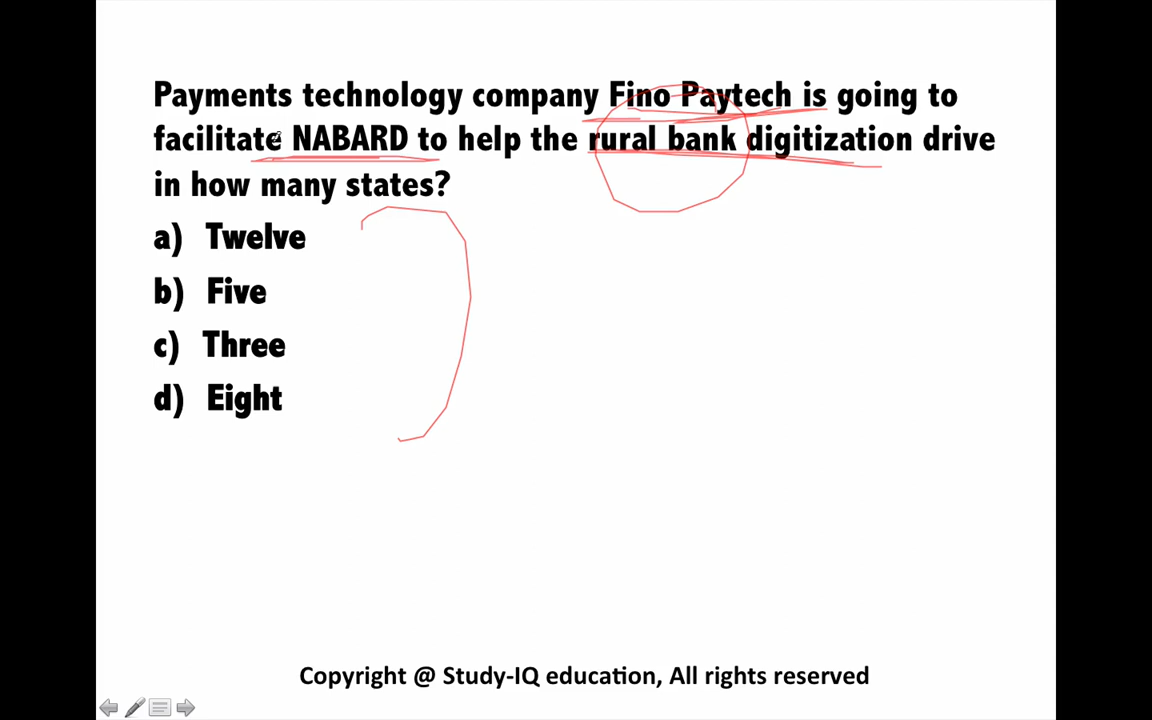 Payments technology company Fino Paytech is going to
facilitate NABARD to help the rural bank digitization drive
in how many states?
a) Twelve
b) Five
c) Three
d) Eight
Copyright @ Study-IQ education, All rights reserved